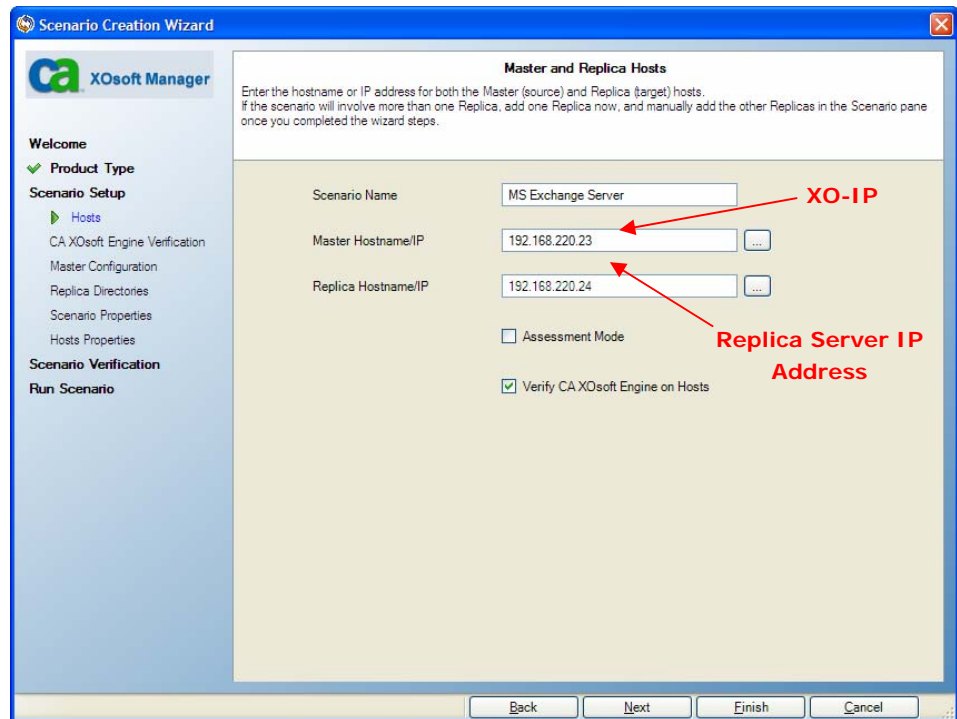 Scenario Creation Wizard
ca XOsoft Manager
Welcome
Product Type
Scenario Setup
Hosts
CA XOsoft Engine Verification
Master Configuration
Replica Directories
Scenario Properties
Hosts Properties
Scenario Verification
Run Scenario
Master and Replica Hosts
Enter the hostname or IP address for both the Master (source) and Replica (target) hosts.
If the scenario will involve more than one Replica, add one Replica now, and manually add the other Replicas in the Scenario pane
once you completed the wizard steps.
Scenario Name MS Exchange Server
XO-IP
Master Hostname/IP 192.168.220.23 ...
Replica Hostname/IP 192.168.220.24 ...
Assessment Mode
Replica Server IP
Address
Verify CA XOsoft Engine on Hosts
Back Next Finish Cancel